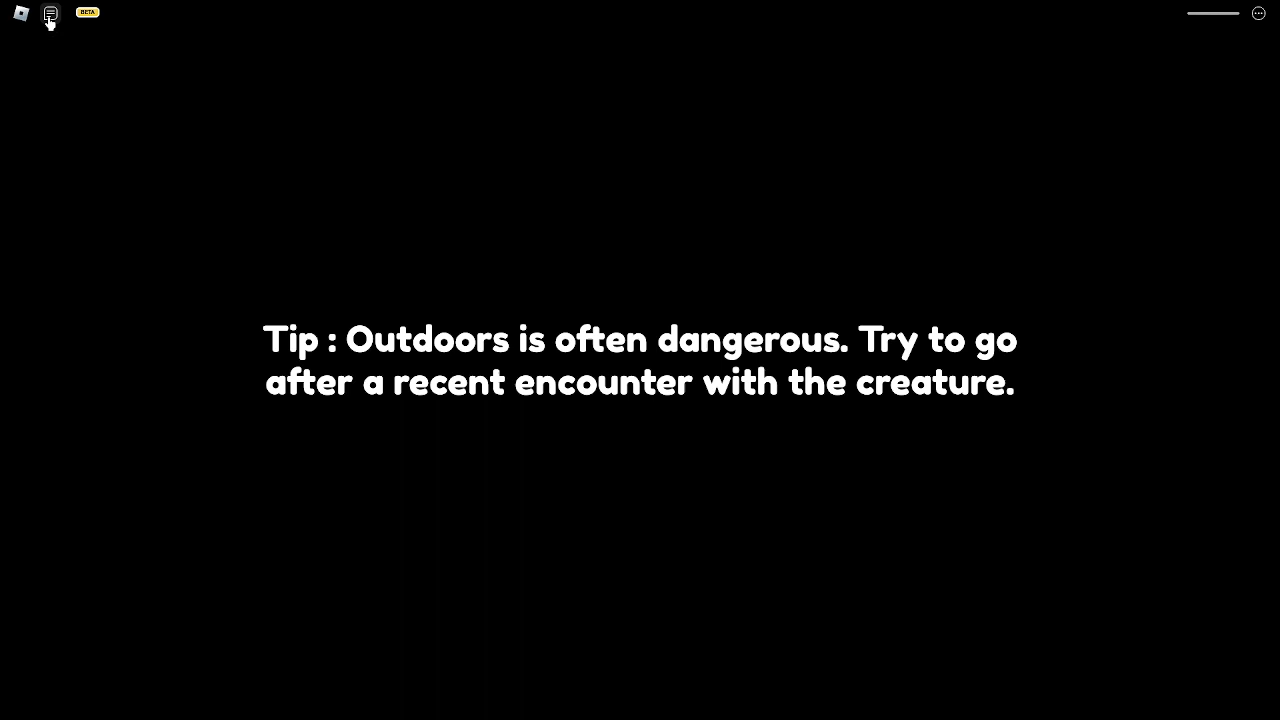 BETA
Tip : Outdoors is often dangerous. Try to go
after a recent encounter with the creature.